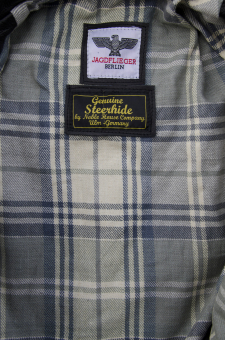 JAGDFLIEGER
BERLIN
Genuine
Steerhide
by Noble House Company
Ulm - Germany